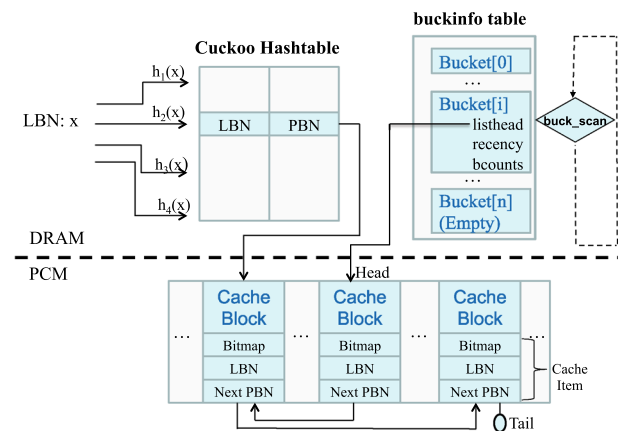 buckinfo table
Cuckoo Hashtable
Bucket[0]
...
Bucket[i]
listhead
recency
bcounts
...
Bucket[n]
(Empty)
buck_scan
LBN: x
h1(x)
h2(x)
h3(x)
h4(x)
LBN PBN
DRAM
PCM
Head
... Cache Block ... Cache Block ... Cache Block ...
Bitmap Bitmap Bitmap
LBN LBN LBN
Next PBN Next PBN Next PBN
Cache
Item
Tail